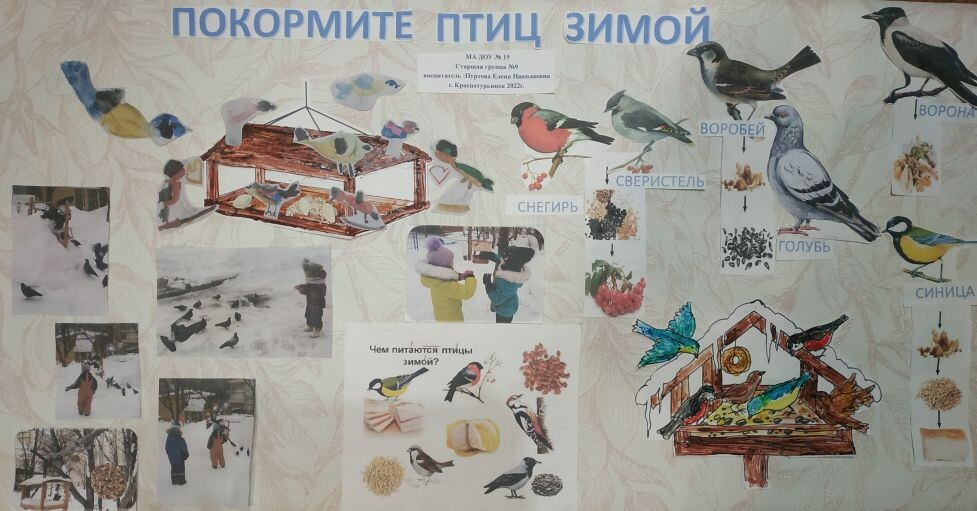 ПОКОРМИТЕ ПТИЦ ЗИМОЙ
МА ДОУ № 19
Старшая группа №9
воспитатель :Пуртова Елена Николаевна
г. Краснотурьинск 2022г.
ВОРОБЕЙ
ВОРОНА
СВЕРИСТЕЛЬ
СНЕГИРЬ
ГОЛУБЬ
СИНИЦА
Чем питаются птицы
зимой?